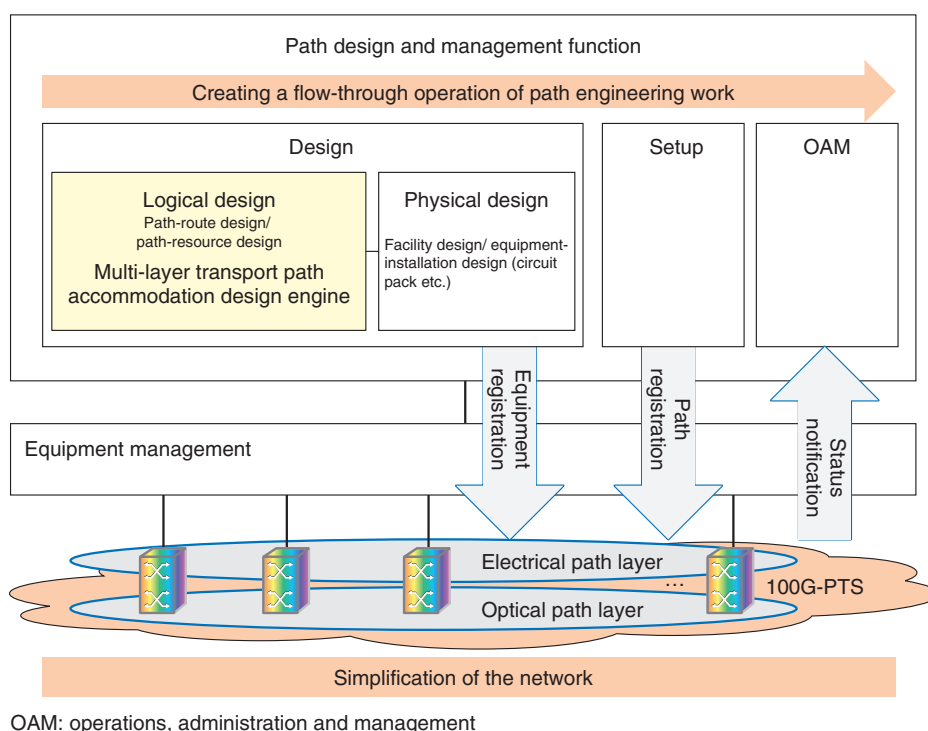 Path design and management function
Creating a flow-through operation of path engineering work
Design
Setup
OAM
Logical design
Path-route design/
path-resource design
Multi-layer transport path
accommodation design engine
Physical design
Facility design/ equipment-
installation design (circuit
pack etc.)
Equipment
registration
Path
registration
Status
notification
Equipment management
Electrical path layer
...
100G-PTS
Optical path layer
Simplification of the network
OAM: operations, administration and management